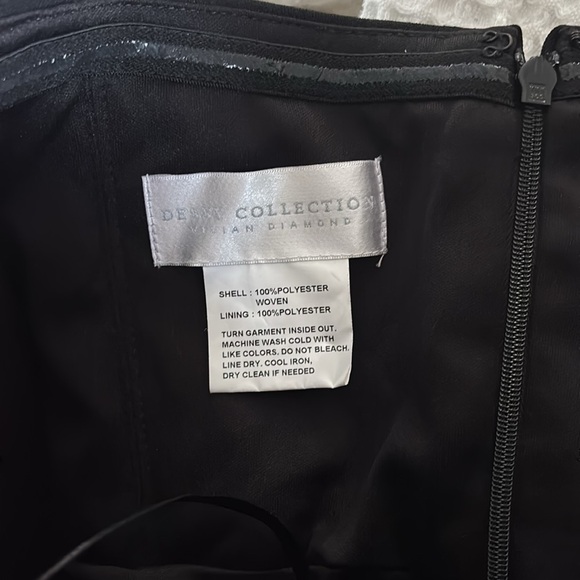 DESSY COLLECTION
VIVIAN DIAMOND
SHELL : 100%POLYESTER
WOVEN
LINING : 100%POLYESTER
TURN GARMENT INSIDE OUT.
MACHINE WASH COLD WITH
LIKE COLORS. DO NOT BLEACH.
LINE DRY. COOL IRON,
DRY CLEAN IF NEEDED